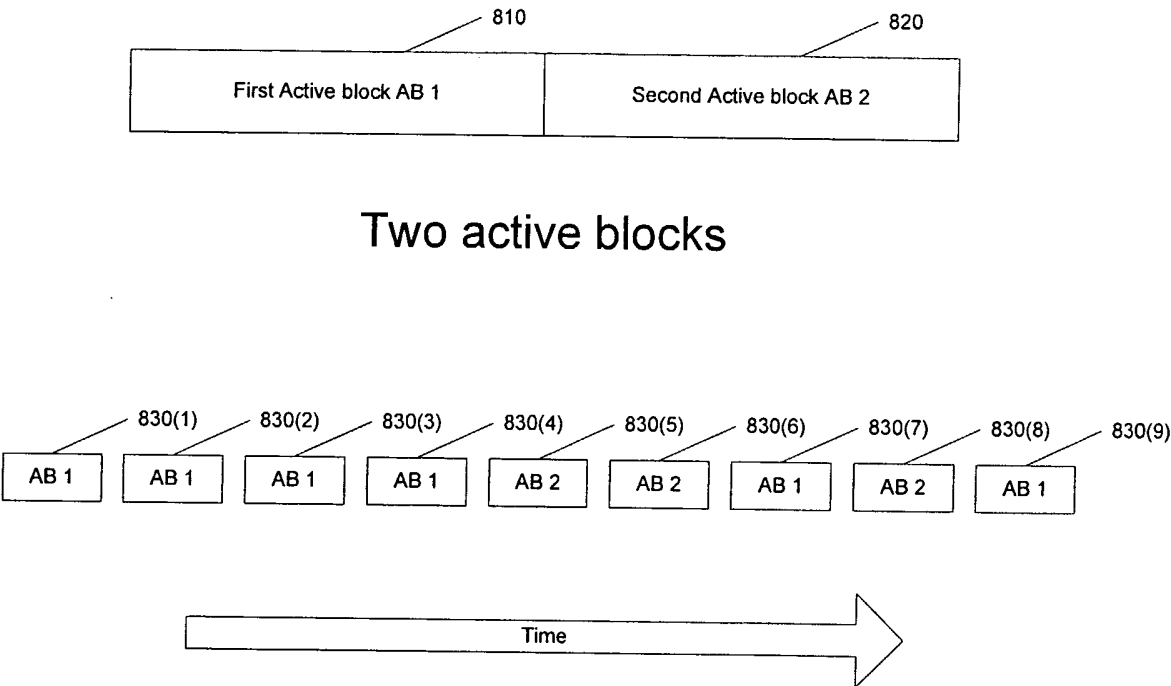 810
820
First Active block AB 1
Second Active block AB 2
Two active blocks
830(1)
830(2)
830(3)
830(4)
830(5)
830(6)
830(7)
830(8)
830(9)
AB 1
AB 1
AB 1
AB 1
AB 2
AB 2
AB 1
AB 2
AB 1
Time